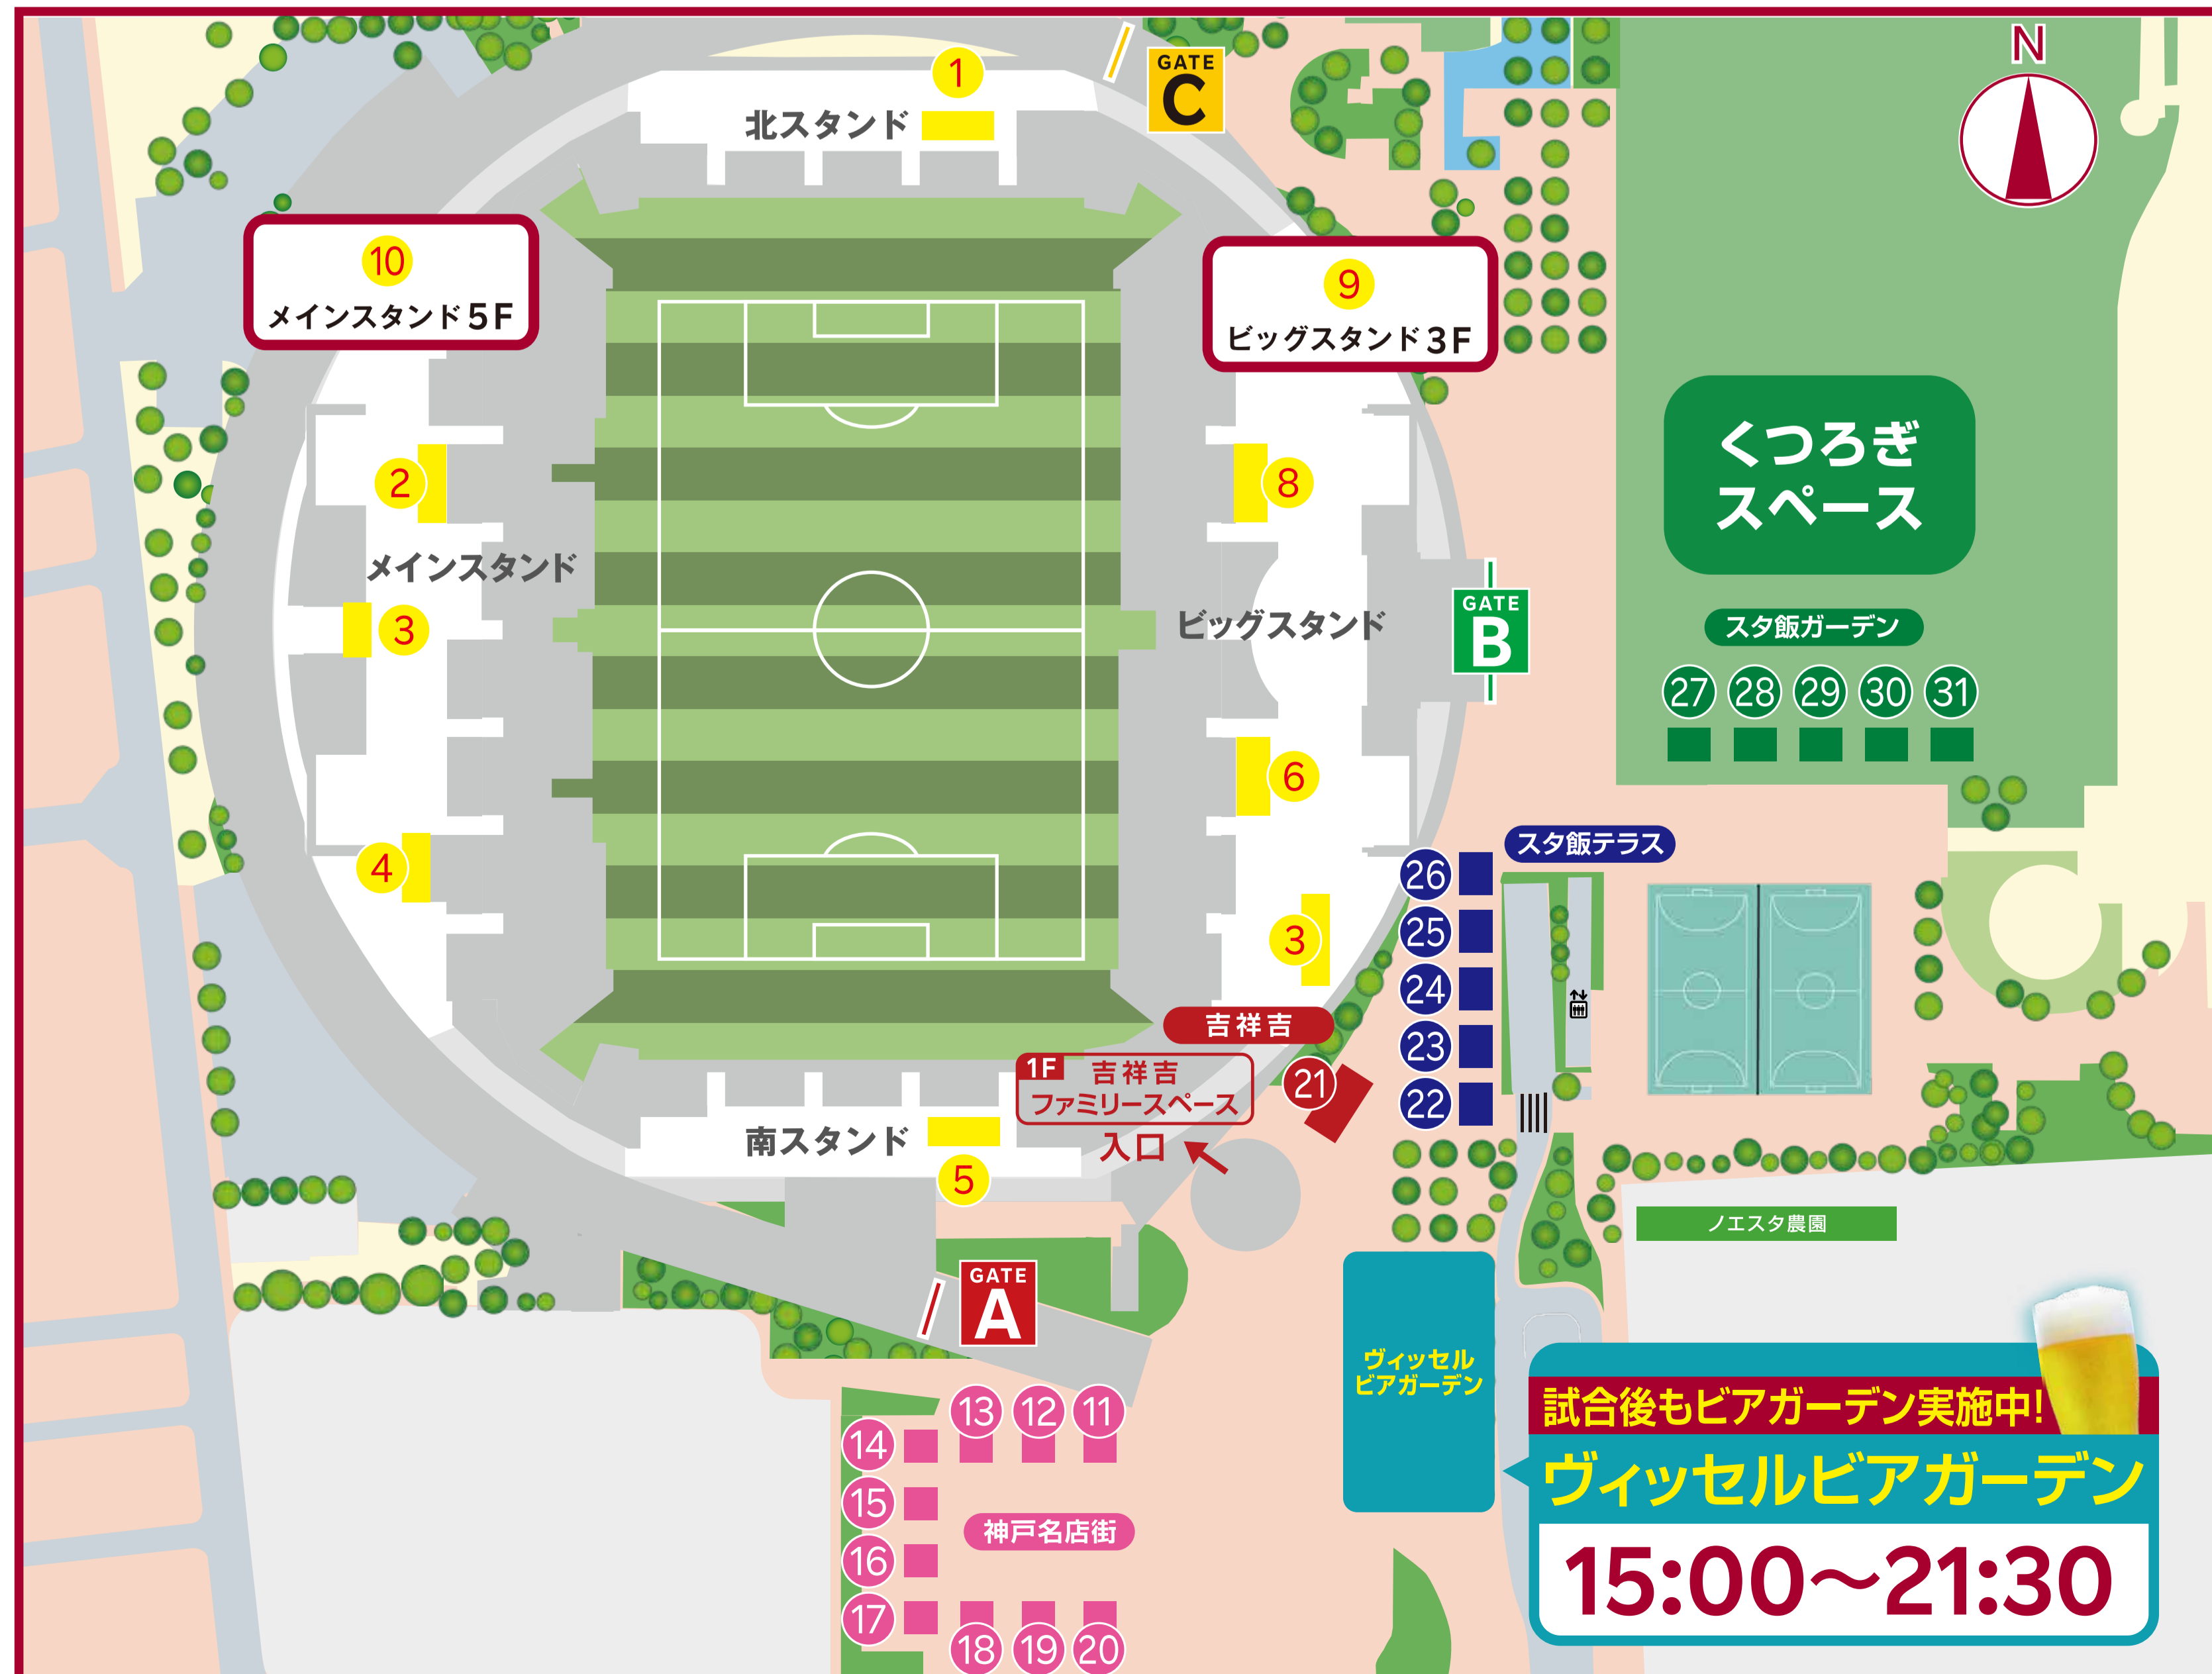 N
1
GATE
C
北スタンド
10
メインスタンド5F
9
ビッグスタンド3F
くつろぎ
スペース
2
8
メインスタンド
3
ビッグスタンド
GATE
B
スタ飯ガーデン
27 28 29 30 31
6
4
スタ飯テラス
26
25
24
23
22
3
吉祥吉
1F 吉祥吉
ファミリースペース
入口
21
南スタンド
5
ノエスタ農園
GATE
A
ヴィッセル
ビアガーデン
試合後もビアガーデン実施中!
ヴィッセルビアガーデン
15:00〜21:30
13 12 11
14
15
神戸名店街
16
17
18 19 20